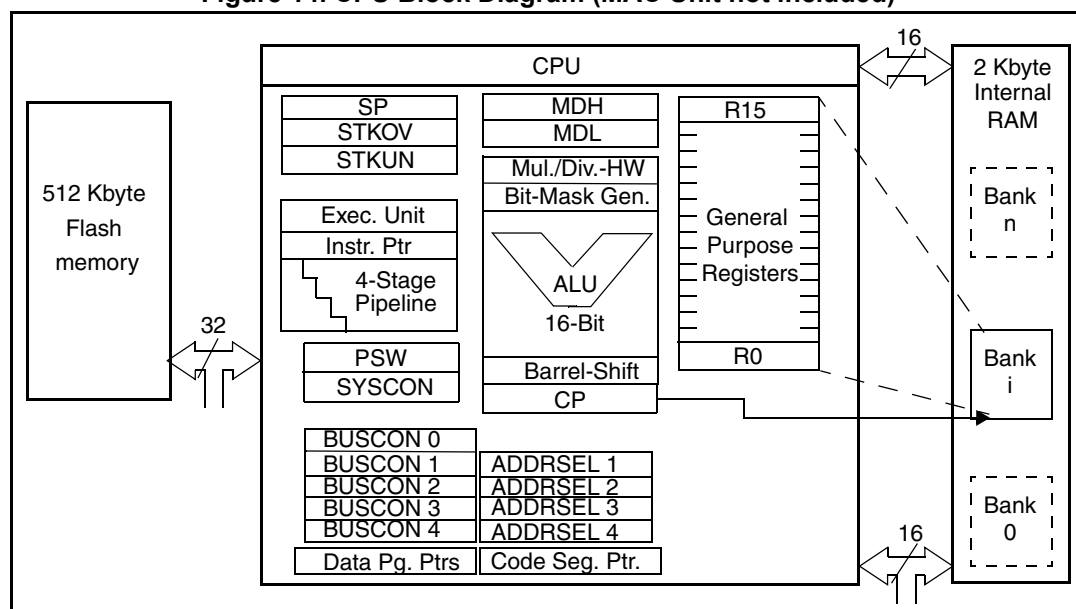 Figure CPU Block Diagram (MAC Unit not included)
CPU
16
2 Kbyte
Internal
RAM
SP
STKOV
STKUN
MDH
MDL
R15
Mul./Div.-HW
Bit-Mask Gen.
512 Kbyte
Flash
memory
Exec. Unit
Instr. Ptr
4-Stage
Pipeline
ALU
16-Bit
General
Purpose
Registers
Bank
n
32
PSW
SYSCON
Barrel-Shift
CP
R0
Bank
i
BUSCON 0
BUSCON 1
BUSCON 2
BUSCON 3
BUSCON 4
ADDRSEL 1
ADDRSEL 2
ADDRSEL 3
ADDRSEL 4
Data Pg. Ptrs
Code Seg. Ptr.
16
Bank
0